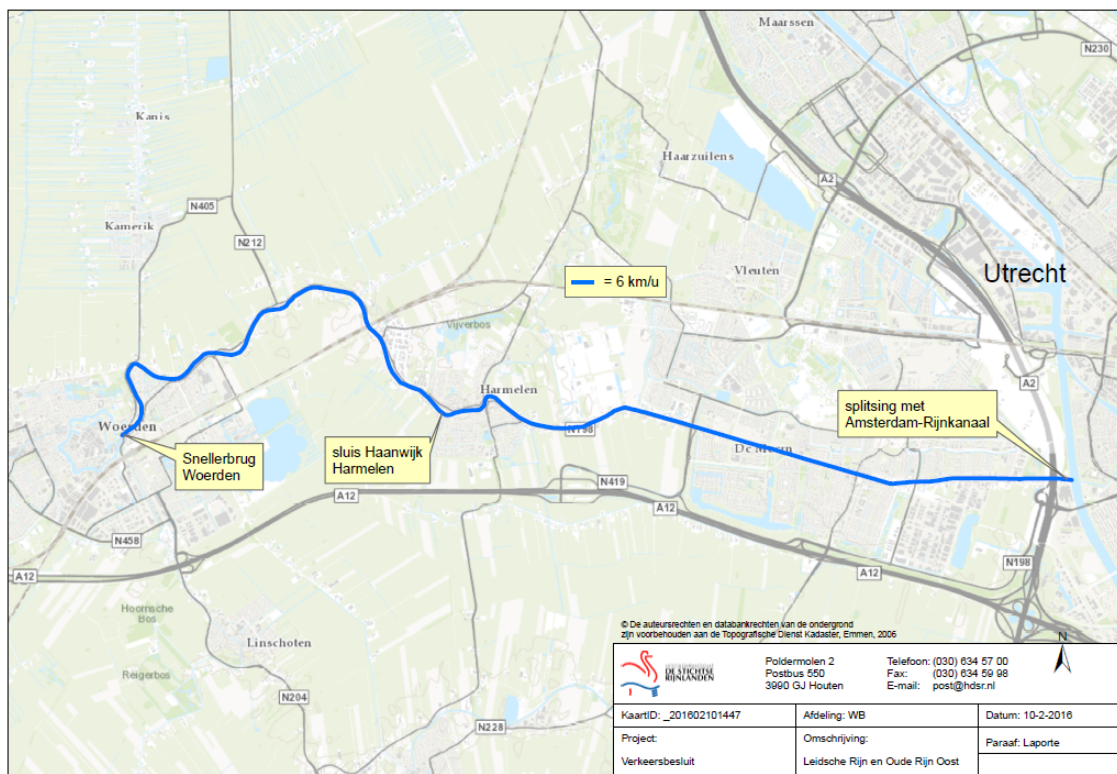 Maarssen
N230
Kanis
Haarzuilens
A2
N405
Kamerik
N212
Vleuten
Utrecht
= 6 km/u
Vijverbos
A2
Harmelen
splitsing met
Amsterdam-Rijnkanaal
Woerden
N198
sluis Haanwijk
Harmelen
De Meern
Snellerbrug
Woerden
N419
A12
A12
N458
N198
A12
A12
Hoornsche
Bos
Linschoten
Reigerbos
N204
N228
© De auteursrechten en databankrechten van de ondergrond
zijn voorbehouden aan de Topografische Dienst Kadaster, Emmen, 2006
N
DE STICHTSE
RIJNLANDEN
Poldermolen 2
Postbus 550
3990 GJ Houten
Telefoon: (030) 634 57 00
Fax: (030) 634 59 98
E-mail: post@hdsr.nl
KaartID: _201602101447
Afdeling: WB
Datum: 10-2-2016
Project:
Verkeersbesluit
Omschrijving:
Leidsche Rijn en Oude Rijn Oost
Paraaf: Laporte